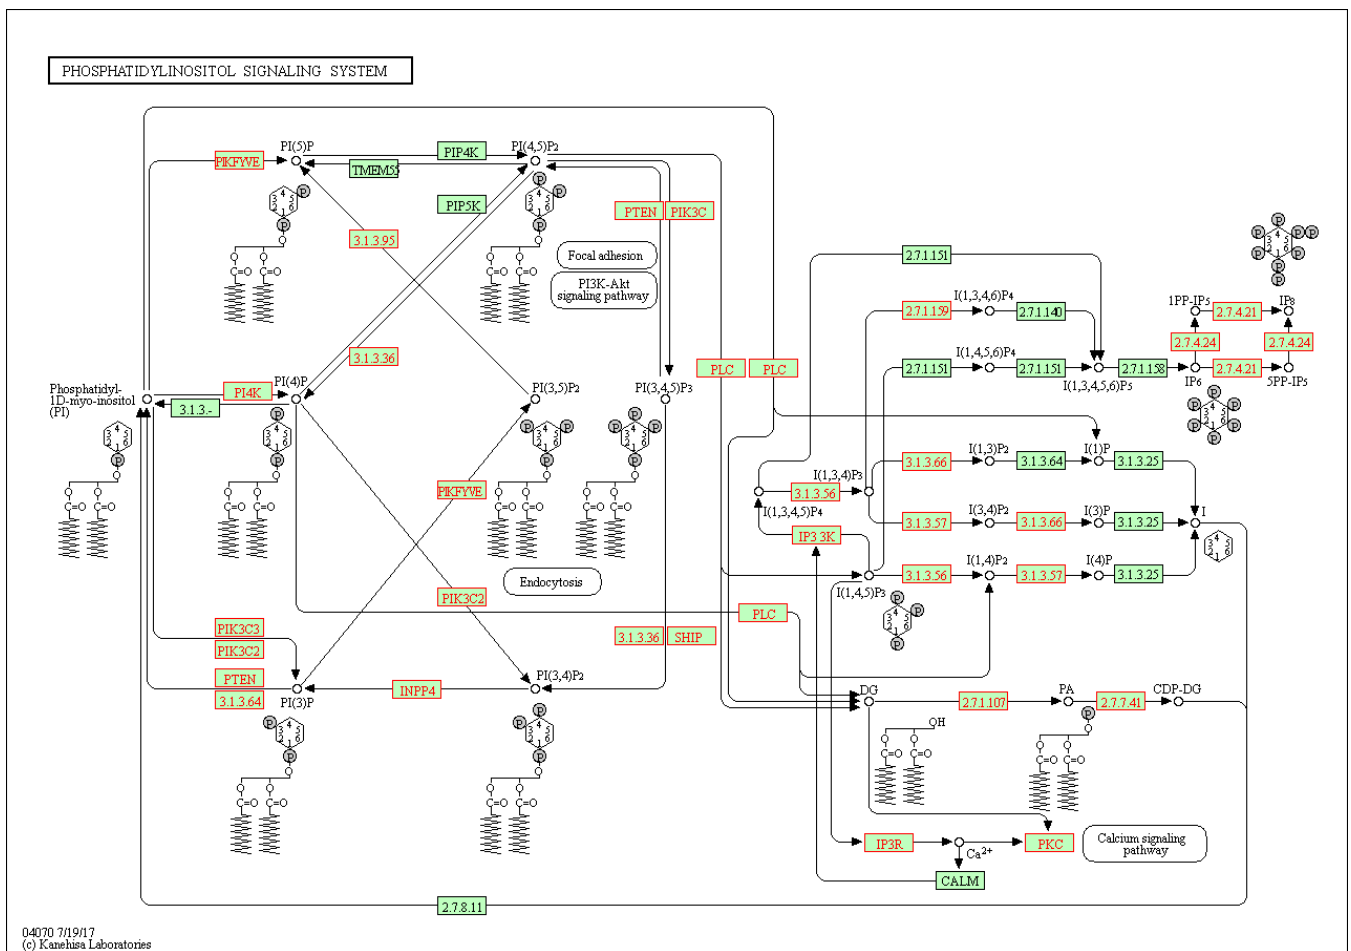 PHOSPHATIDYLINOSITOL SIGNALING SYSTEM
PI(5)P
PI(4,5)P2
PIKFYVE
PIP4K
TMEM55
PIP5K
3.1.3.95
PTEN
PIK3C
Focal adhesion
PI3K-Akt
signaling pathway
3.1.3.36
PLC
PLC
Phosphatidyl-
1D-myo-inositol
(PI)
PI4K
3.1.3.-
PI(4)P
PI(3,5)P2
PI(3,4,5)P3
PIKFYVE
Endocytosis
PIK3C2
PIK3C3
PIK3C2
PTEN
3.1.3.64
PI(3)P
INPP4
PI(3,4)P2
3.1.3.36
SHIP
PLC
2.7.1.151
I(1,3,4,6)P4
2.7.1.159
2.7.1.140
I(1,4,5,6)P4
2.7.1.151
2.7.1.151
I(1,3,4,5,6)P5
2.7.1.158
IP6
1PP-IP5
2.7.4.21
IP8
2.7.4.24
2.7.4.24
2.7.4.21
5PP-IP5
I(1,3,4)P3
I(1,3)P2
I(1)P
3.1.3.66
3.1.3.64
3.1.3.25
3.1.3.56
I(1,3,4,5)P4
I(3,4)P2
I(3)P
I
3.1.3.57
3.1.3.66
3.1.3.25
IP3 3K
I(1,4)P2
I(4)P
I(1,4,5)P3
3.1.3.56
3.1.3.57
3.1.3.25
DG
2.7.1.107
PA
2.7.7.41
CDP-DG
OH
IP3R
Ca2+
PKC
Calcium signaling
pathway
CALM
2.7.8.11
04070 7/19/17
(c) Kanehisa Laboratories